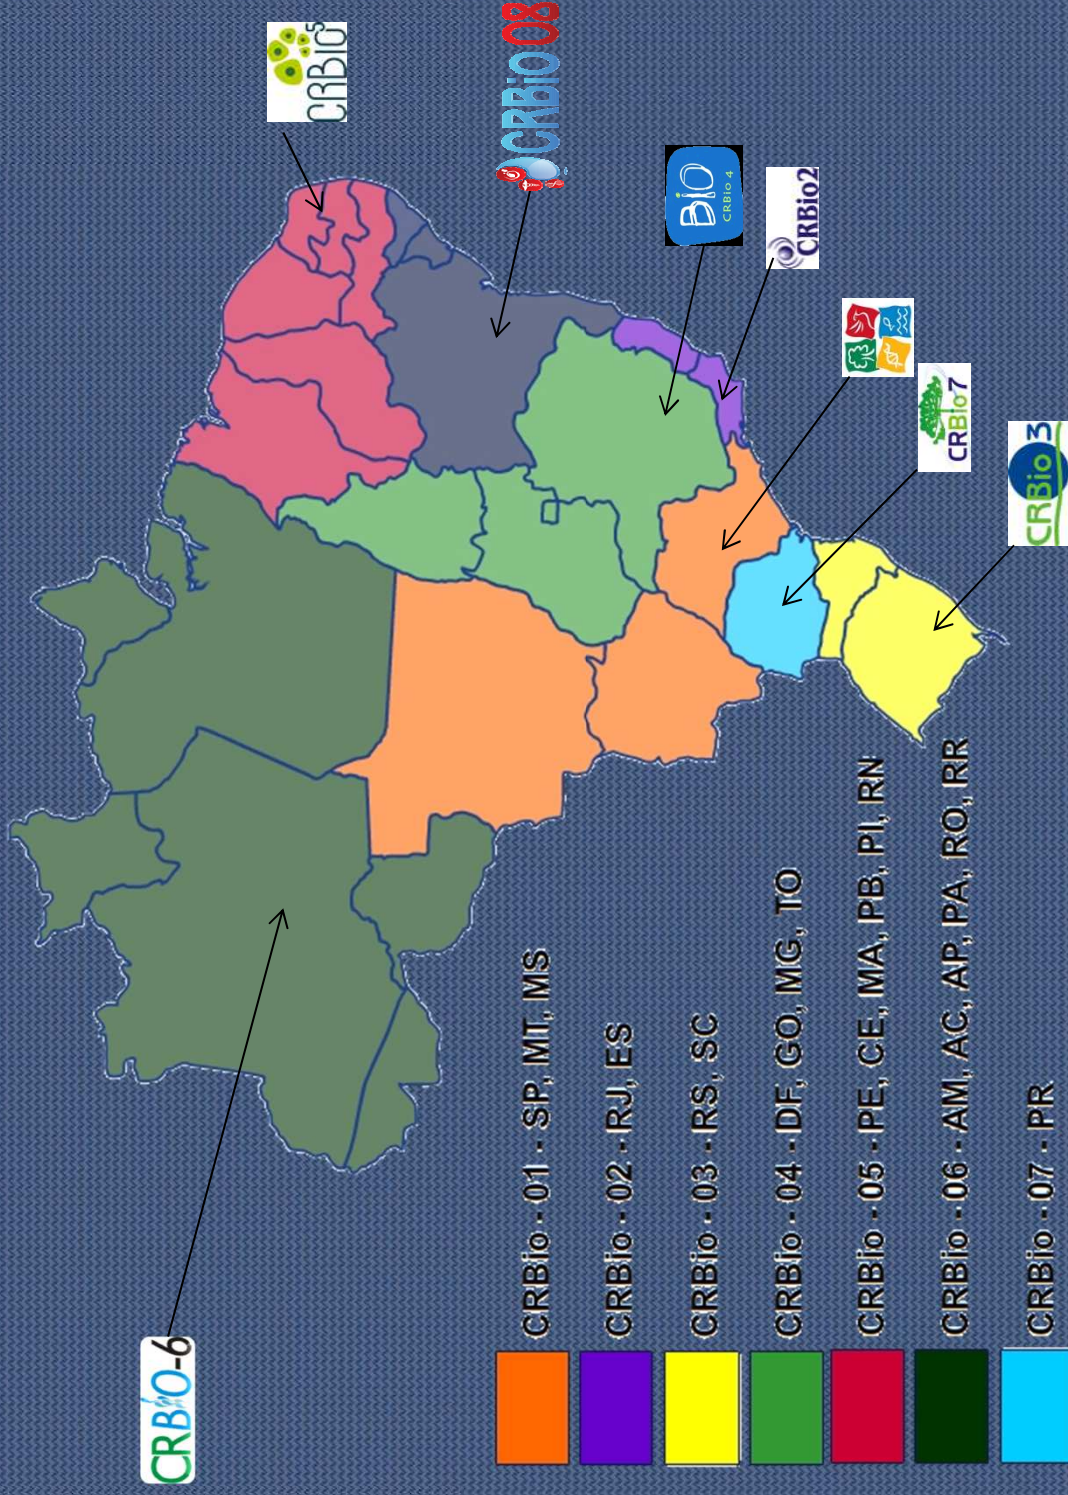 CRBio-6
CRBio5
CRBio 08
Bio
CRBio 4
CRBio2
CRBio7
CRBio 3
CRBio - 01 - SP, MT, MS
CRBio - 02 - RJ, ES
CRBio - 03 - RS, SC
CRBio - 04 - DF, GO, MG, TO
CRBio - 05 - PE, CE, MA, PB, PI, RN
CRBio - 06 - AM, AC, AP, PA, RO, RR
CRBio - 07 - PR